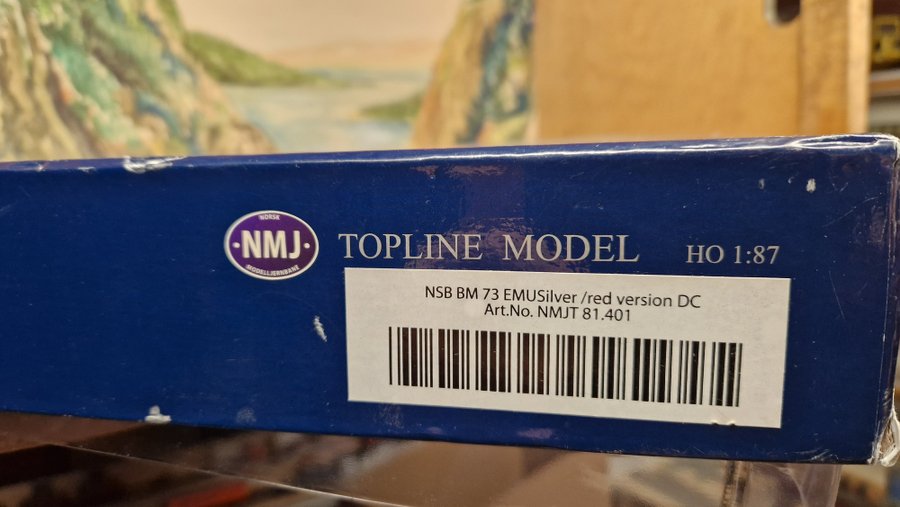 NORSK
NMJ
MODELLJERNBANE
TOPLINE MODEL HO 1:87
NSB BM 73 EMUSilver /red version DC
Art.No. NMJT 81.401